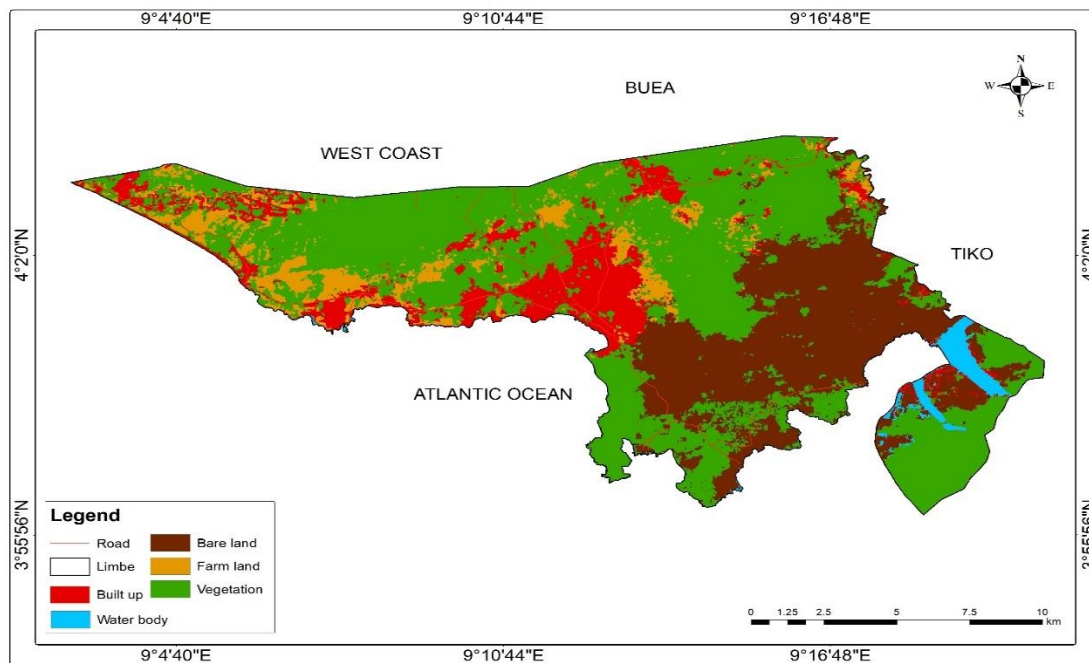 9°4'40"E 9°10'44"E 9°16'48"E
BUEA
N
W E
S
WEST COAST
4°2'0"N
4°2'0"N
TIKO
ATLANTIC OCEAN
3°55'56"N
3°55'56"N
Legend
Road
Limbe
Built up
Water body
Bare land
Farm land
Vegetation
0 1.25 2.5 5 7.5 10
km
9°4'40"E 9°10'44"E 9°16'48"E